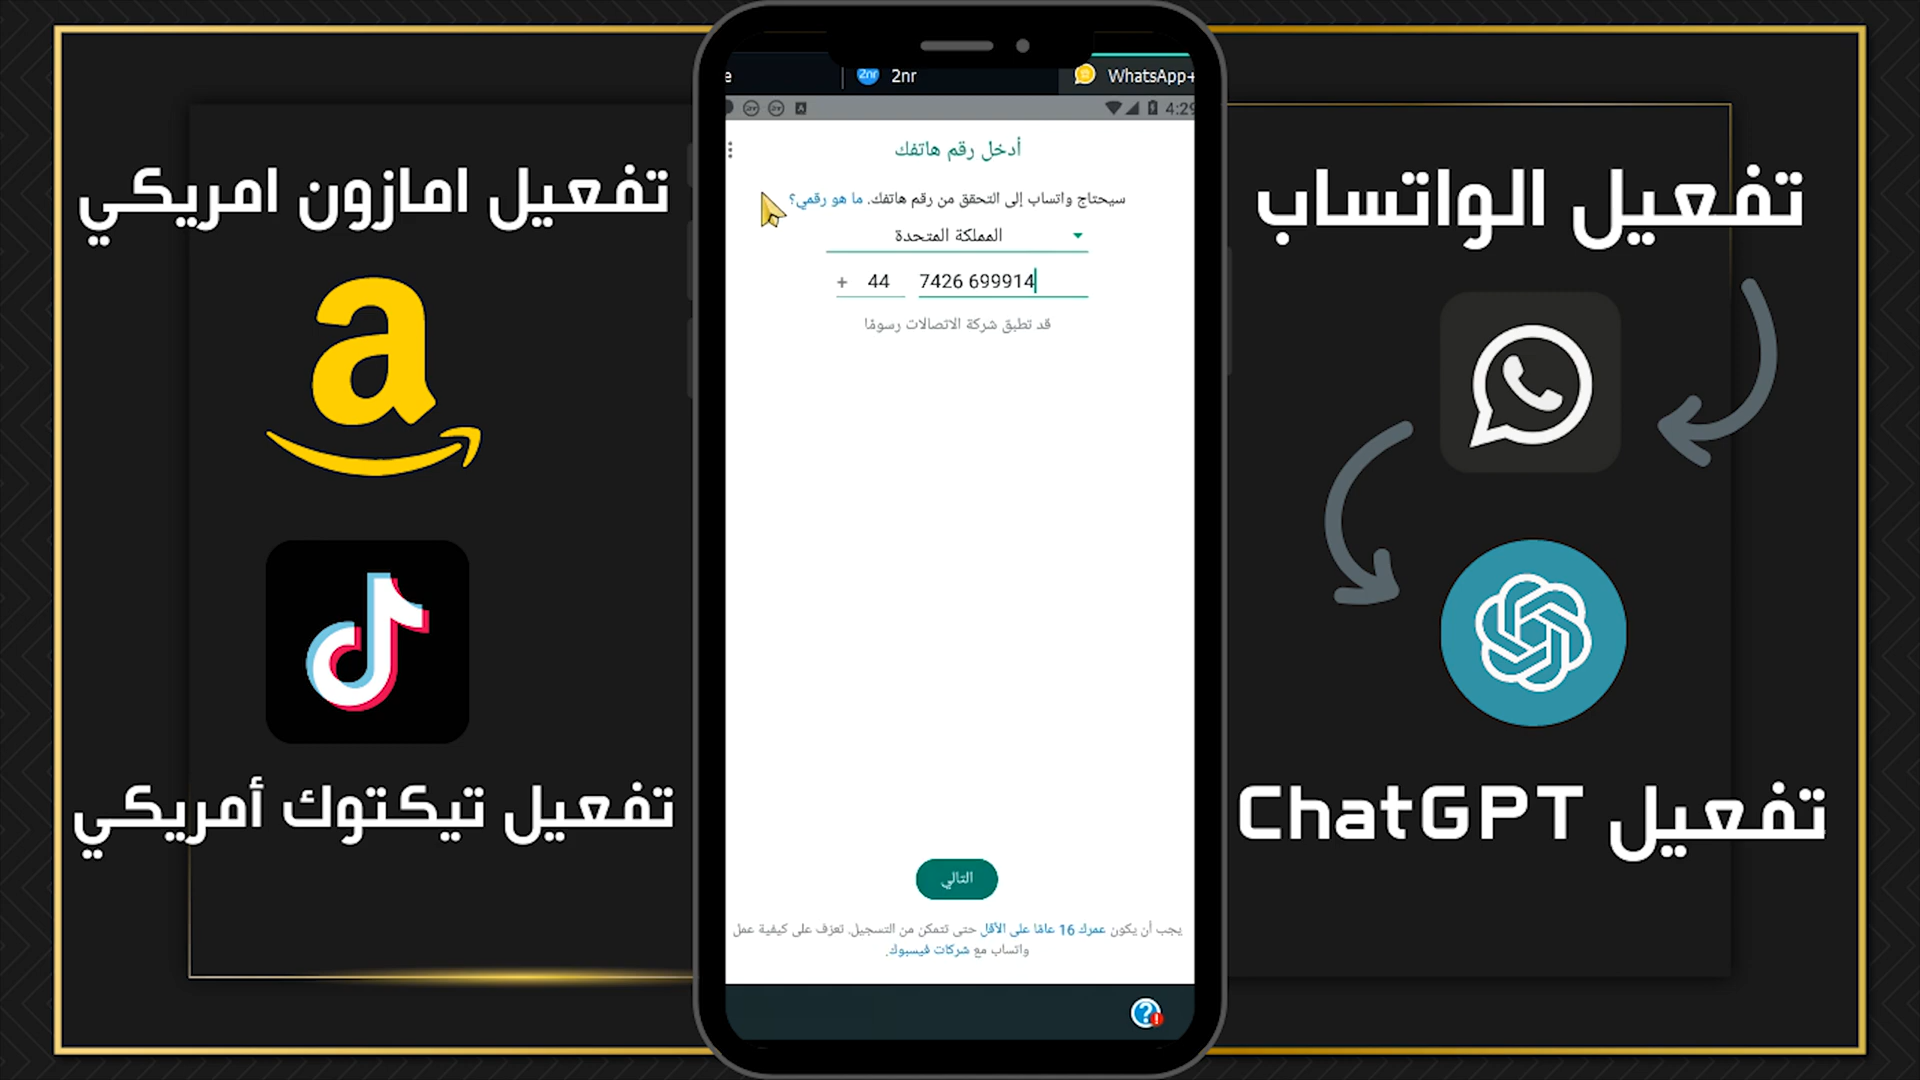 تفعيل الواتساب
تفعيل ChatGPT
e
2nr
WhatsApp+
4:29
أدخل رقم هاتفك
سيحتاج واتساب إلى التحقق من رقم هاتفك. ما هو رقمي؟
المملكة المتحدة
+ 44 7426 699914
قد تطبق شركة الاتصالات رسومًا
التالي
يجب أن يكون عمرك 16 عامًا على الأقل حتى تتمكن من التسجيل. تعرف على كيفية عمل
واتساب مع شركات فيسبوك.
تفعيل امازون امريكي
a
تفعيل تيكتوك أمريكي